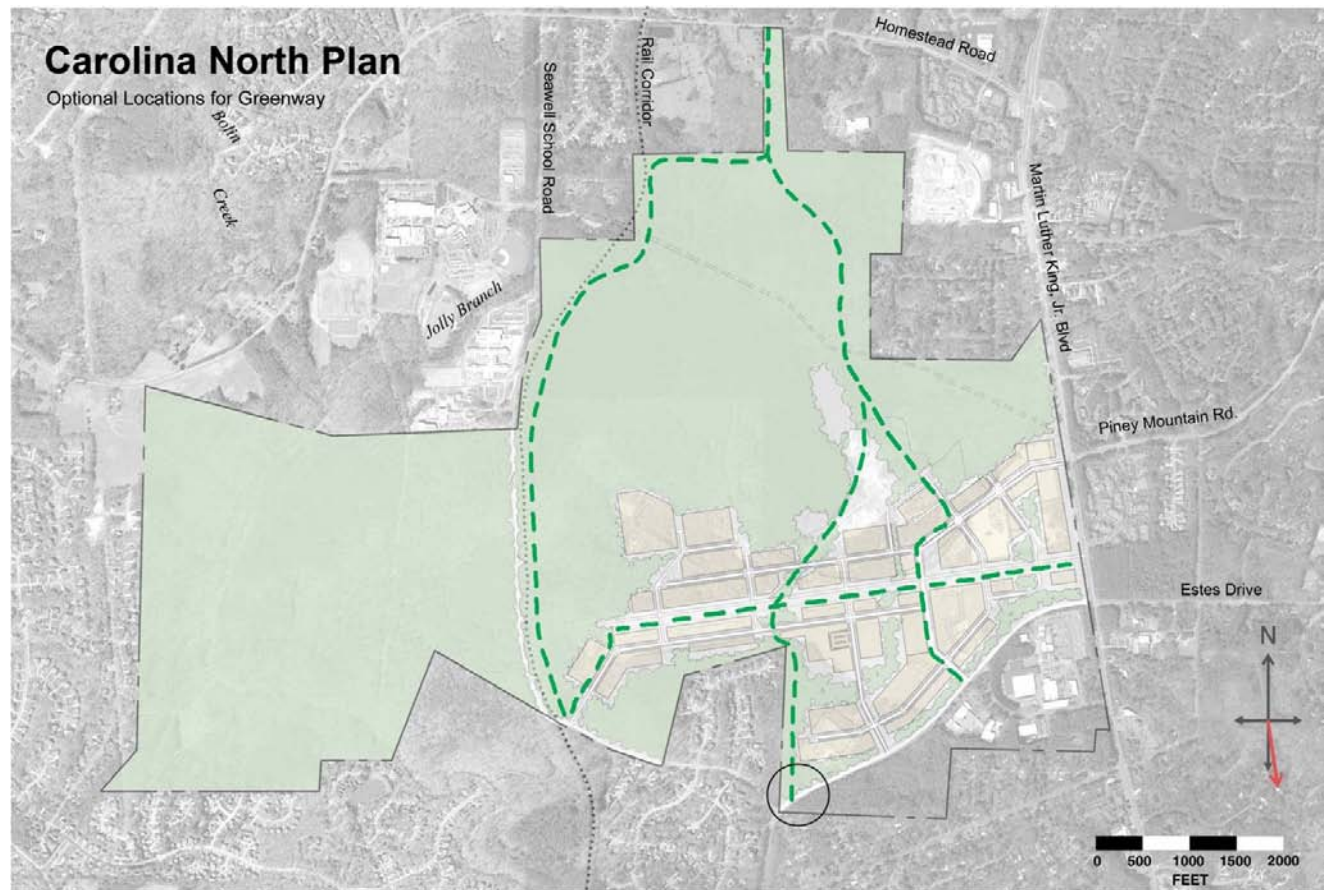 Carolina North Plan
Optional Locations for Greenway
Bolin
Creek
Seawell School Road
Rail Corridor
Homestead Road
Jolly Branch
Martin Luther King, Jr. Blvd
Piney Mountain Rd.
Estes Drive
N
0 500 1000 1500 2000
FEET